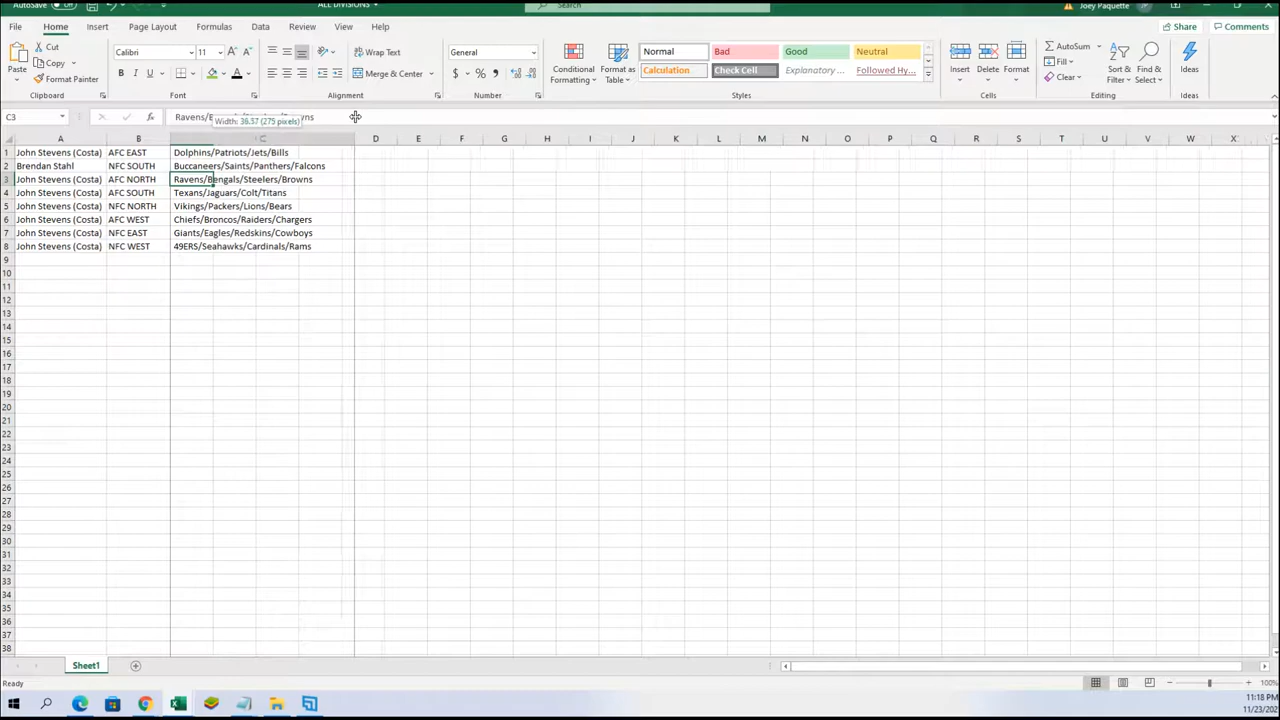 AutoSave Off
ALL DIVISIONS
Search
Joey Paquette
File Home Insert Page Layout Formulas Data Review View Help
Share Comments
Paste
Cut
Copy
Format Painter
Clipboard
Calibri 11
B I U
Font
Wrap Text
Merge & Center
Alignment
General
$ % ,
Number
Conditional Formatting
Format as Table
Normal Bad Good Neutral
Calculation Check Cell Explanatory ... Followed Hy...
Styles
Insert Delete Format
Cells
AutoSum
Fill
Clear
Sort & Filter
Find & Select
Editing
Ideas
Ideas
C3 fx
Width: 36.57 (275 pixels)
A B C D E F G H I J K L M N O P Q R S T U V W X
1 John Stevens (Costa) AFC EAST Dolphins/Patriots/Jets/Bills
2 Brendan Stahl NFC SOUTH Buccaneers/Saints/Panthers/Falcons
3 John Stevens (Costa) AFC NORTH Ravens/Bengals/Steelers/Browns
4 John Stevens (Costa) AFC SOUTH Texans/Jaguars/Colt/Titans
5 John Stevens (Costa) NFC NORTH Vikings/Packers/Lions/Bears
6 John Stevens (Costa) AFC WEST Chiefs/Broncos/Raiders/Chargers
7 John Stevens (Costa) NFC EAST Giants/Eagles/Redskins/Cowboys
8 John Stevens (Costa) NFC WEST 49ERS/Seahawks/Cardinals/Rams
9
10
11
12
13
14
15
16
17
18
19
20
21
22
23
24
25
26
27
28
29
30
31
32
33
34
35
36
37
38
Sheet1
Ready
100%
11:18 PM
11/23/202